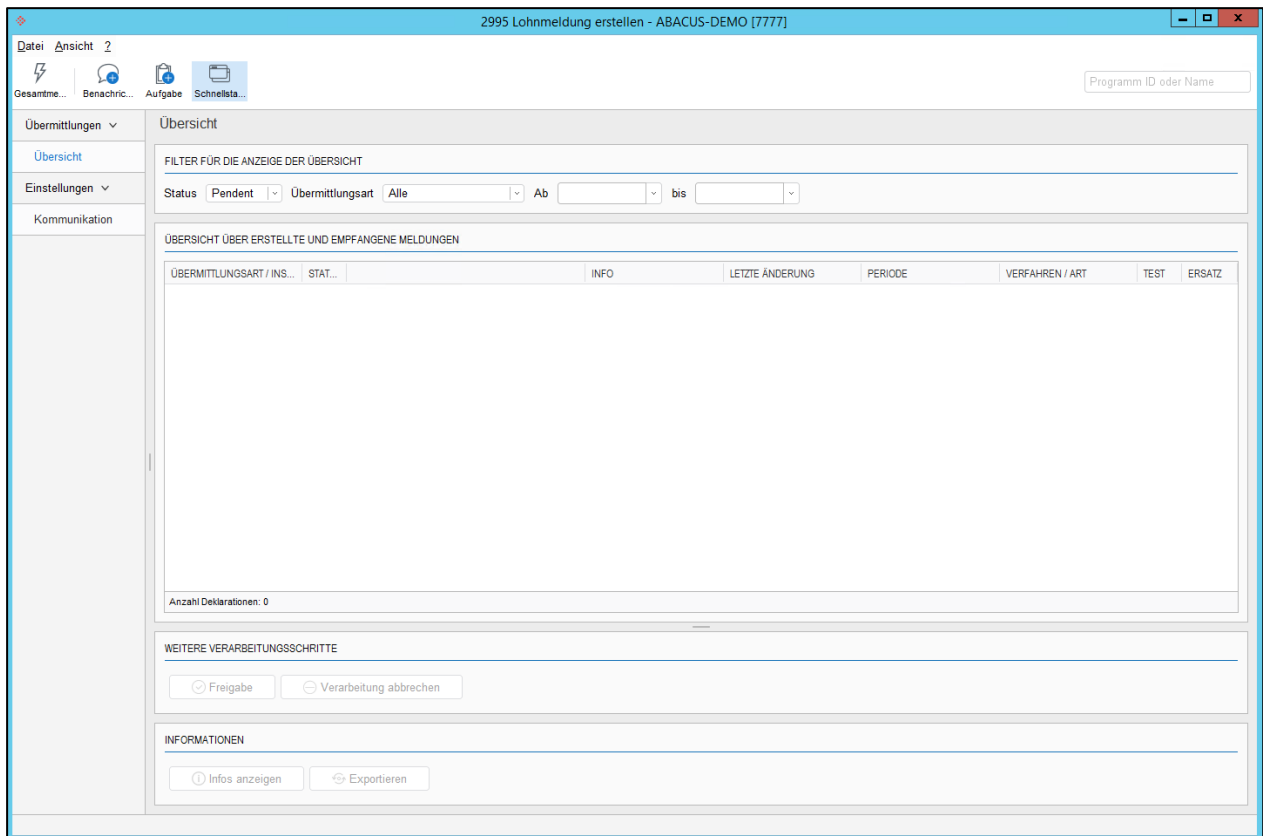 2995 Lohnmeldung erstellen - ABACUS-DEMO [7777]
Datei Ansicht ?
Gesamtme... Benachric... Aufgabe Schnellsta...
Programm ID oder Name
Übermittlungen
Übersicht
Übersicht
Einstellungen
Kommunikation
FILTER FÜR DIE ANZEIGE DER ÜBERSICHT
Status Pendent Übermittlungsart Alle Ab bis
ÜBERSICHT ÜBER ERSTELLTE UND EMPFANGENE MELDUNGEN
ÜBERMITTLUNGSART / INS... STAT... INFO LETZTE ÄNDERUNG PERIODE VERFAHREN / ART TEST ERSATZ
Anzahl Deklarationen: 0
WEITERE VERARBEITUNGSSCHRITTE
Freigabe Verarbeitung abbrechen
INFORMATIONEN
Infos anzeigen Exportieren